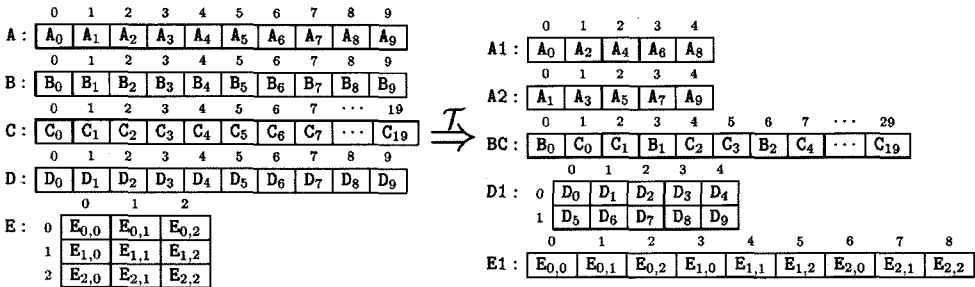 0 1 2 3 4 5 6 7 8 9
A: A0 A1 A2 A3 A4 A5 A6 A7 A8 A9
0 1 2 3 4 5 6 7 8 9
B: B0 B1 B2 B3 B4 B5 B6 B7 B8 B9
0 1 2 3 4 5 6 7 ··· 19
C: C0 C1 C2 C3 C4 C5 C6 C7 ··· C19
0 1 2 3 4 5 6 7 8 9
D: D0 D1 D2 D3 D4 D5 D6 D7 D8 D9
0 1 2
E: 0 E0,0 E0,1 E0,2
1 E1,0 E1,1 E1,2
2 E2,0 E2,1 E2,2
T
0 1 2 3 4
A1: A0 A2 A4 A6 A8
0 1 2 3 4
A2: A1 A3 A5 A7 A9
0 1 2 3 4 5 6 7 ··· 29
BC: B0 C0 C1 B1 C2 C3 B2 C4 ··· C19
0 1 2 3 4
D1: 0 D0 D1 D2 D3 D4
1 D5 D6 D7 D8 D9
0 1 2 3 4 5 6 7 8
E1: E0,0 E0,1 E0,2 E1,0 E1,1 E1,2 E2,0 E2,1 E2,2